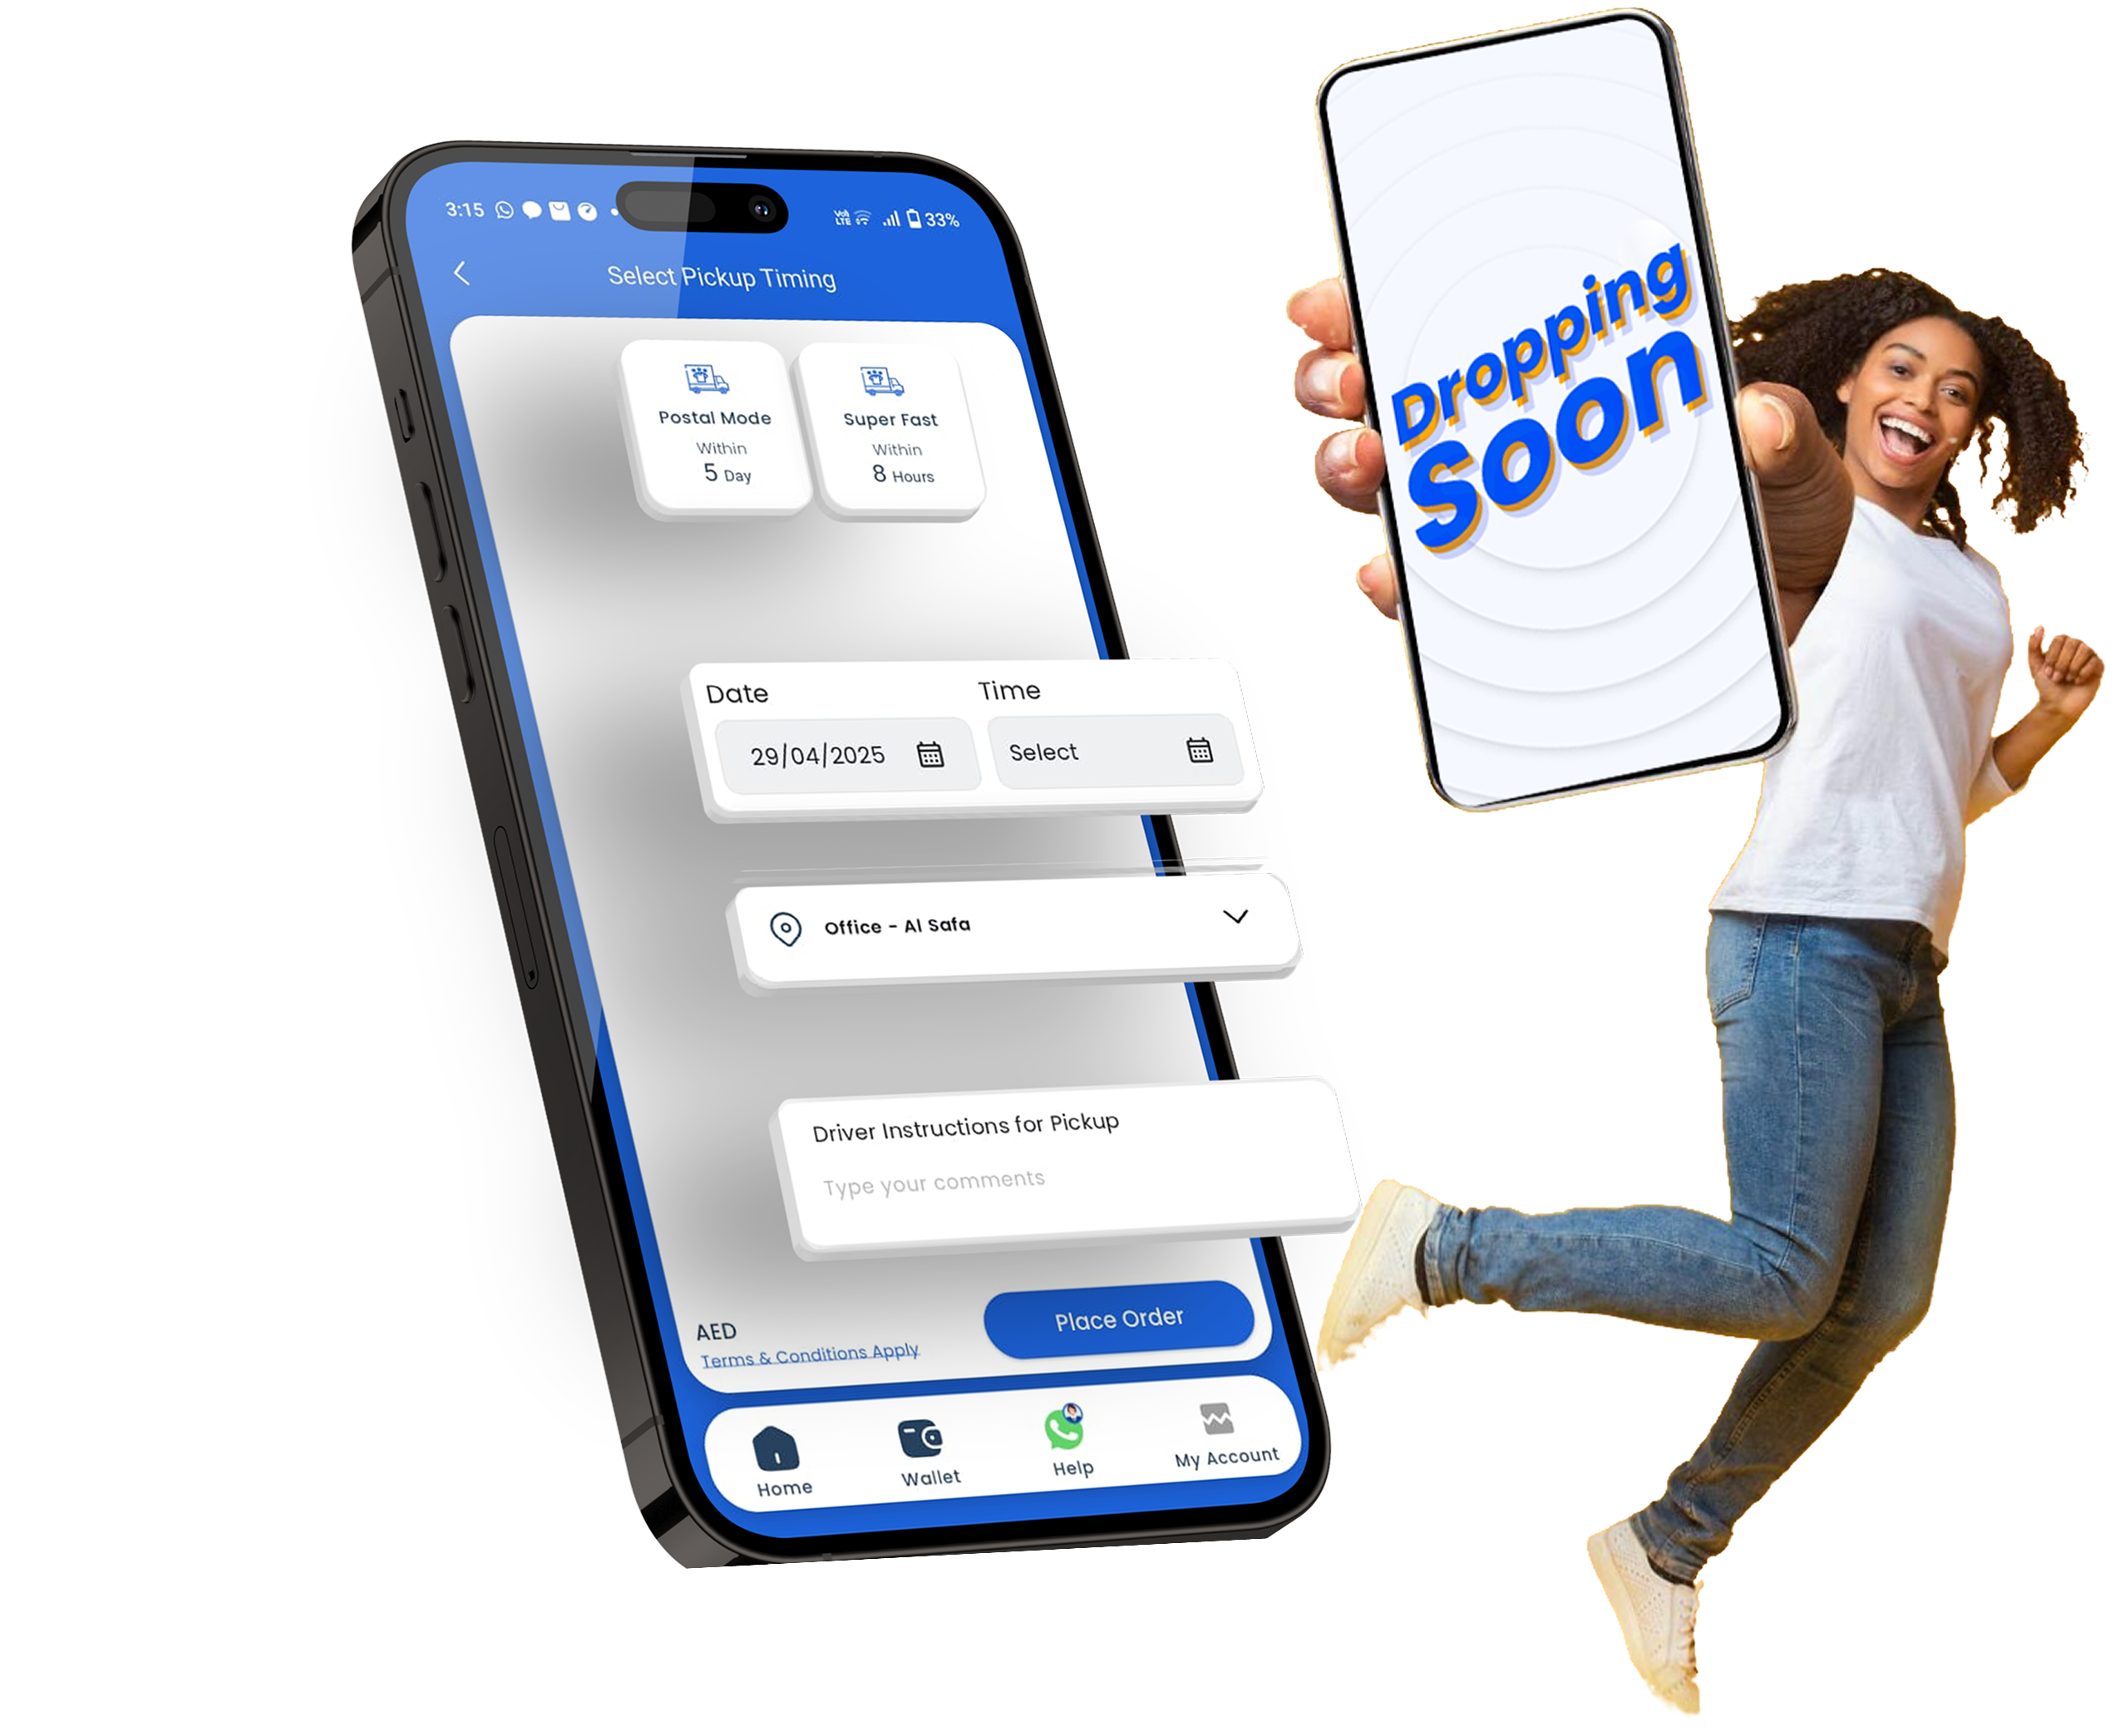 3:15
Vo) LTE 33%
Select Pickup Timing
Postal Mode
Within
5 Day
Super Fast
Within
8 Hours
Date
Time
29/04/2025
Select
Office - Al Safa
Driver Instructions for Pickup
Type your comments
AED
Terms & Conditions Apply
Place Order
Home
Wallet
Help
My Account
Dropping
Soon